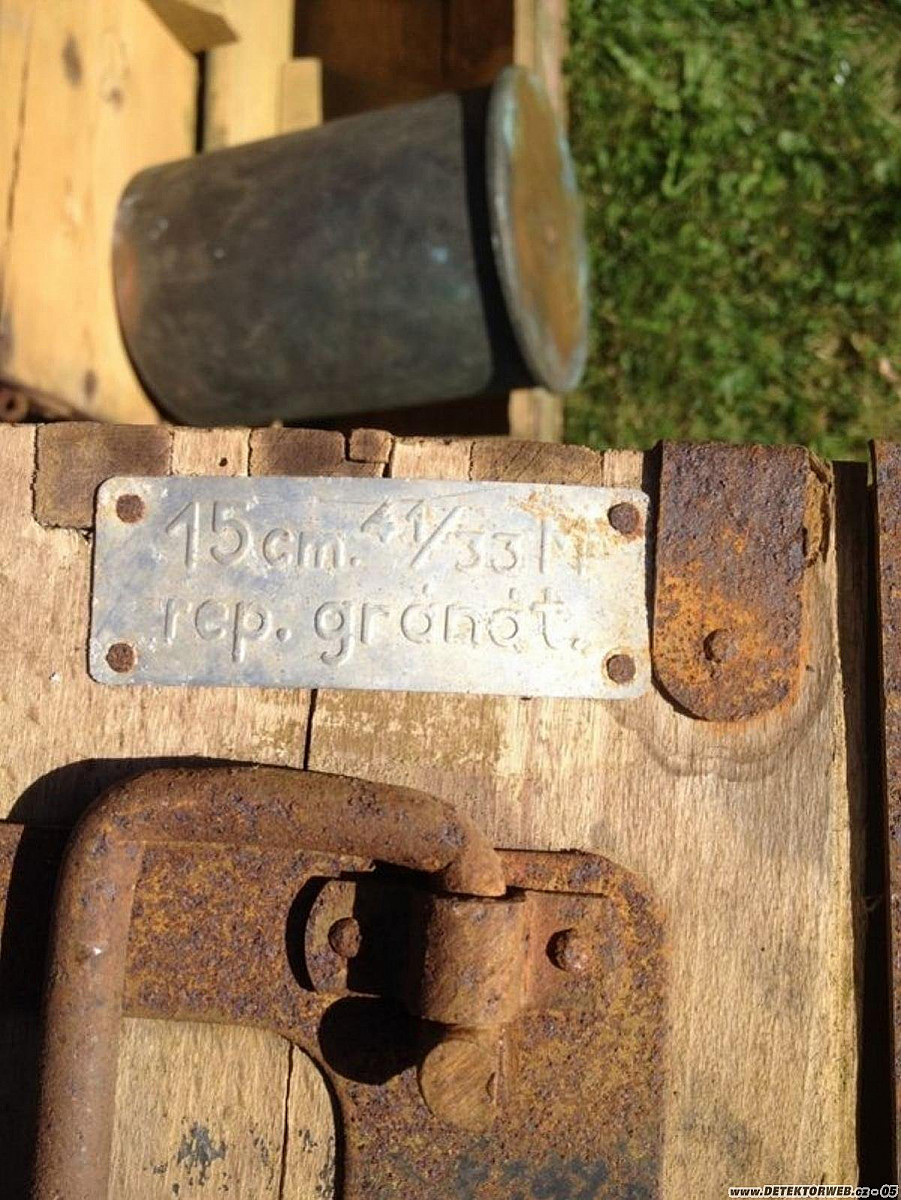 15cm. 41/33 M
rep. gránát.
www.DETEKTORWEB.cz - 05